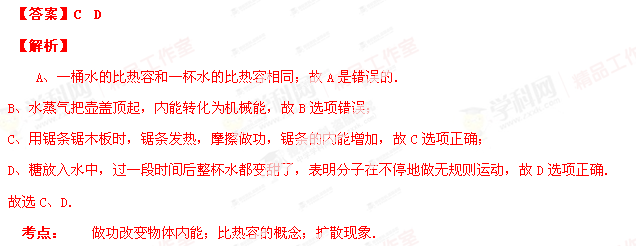 【答案】C D
【解析】
A、一桶水的比热容和一杯水的比热容相同；故 A 是错误的．
B、水蒸气把壶盖顶起，内能转化为机械能，故 B 选项错误；
C、用锯条锯木板时，锯条发热，摩擦做功，锯条的内能增加，故 C 选项正确；
D、糖放入水中，过一段时间后整杯水都变甜了，表明分子在不停地做无规则运动，故 D 选项正确．
故选 C、D．
考点： 做功改变物体内能；比热容的概念；扩散现象．